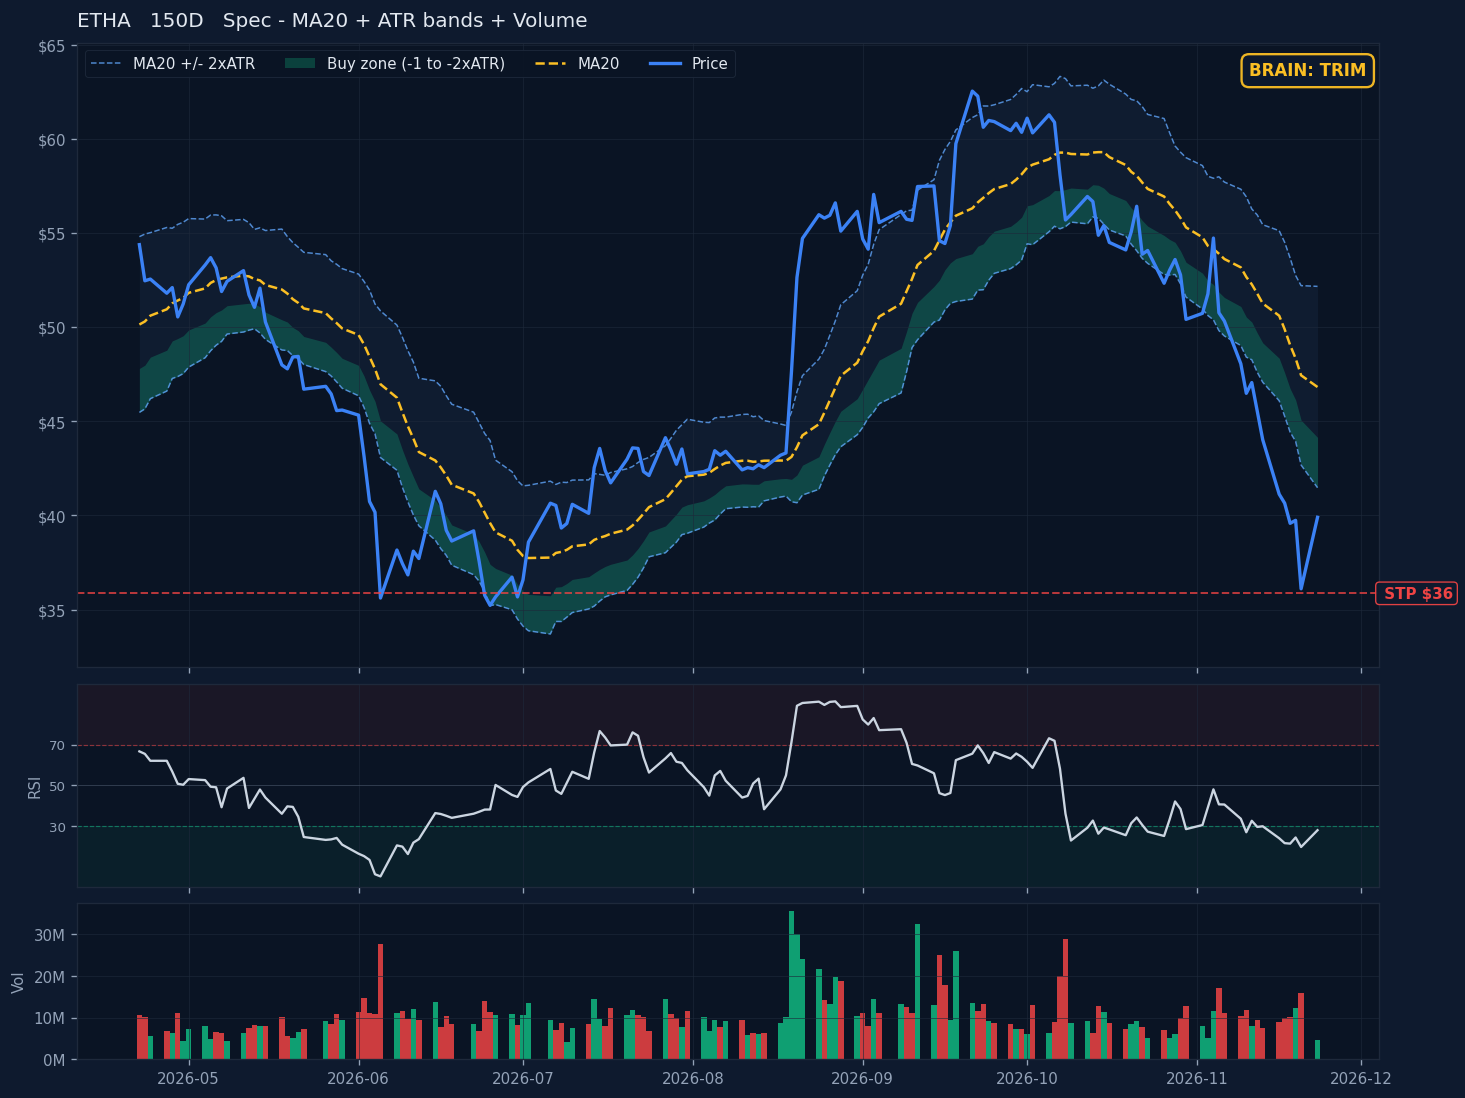 ETHA   150D   Spec - MA20 + ATR bands + Volume
MA20 +/- 2xATR
Buy zone (-1 to -2xATR)
MA20
Price
BRAIN: TRIM
$65
$60
$55
$50
$45
$40
$35
STP $36
RSI
70
50
30
Vol
30M
20M
10M
0M
2026-05
2026-06
2026-07
2026-08
2026-09
2026-10
2026-11
2026-12